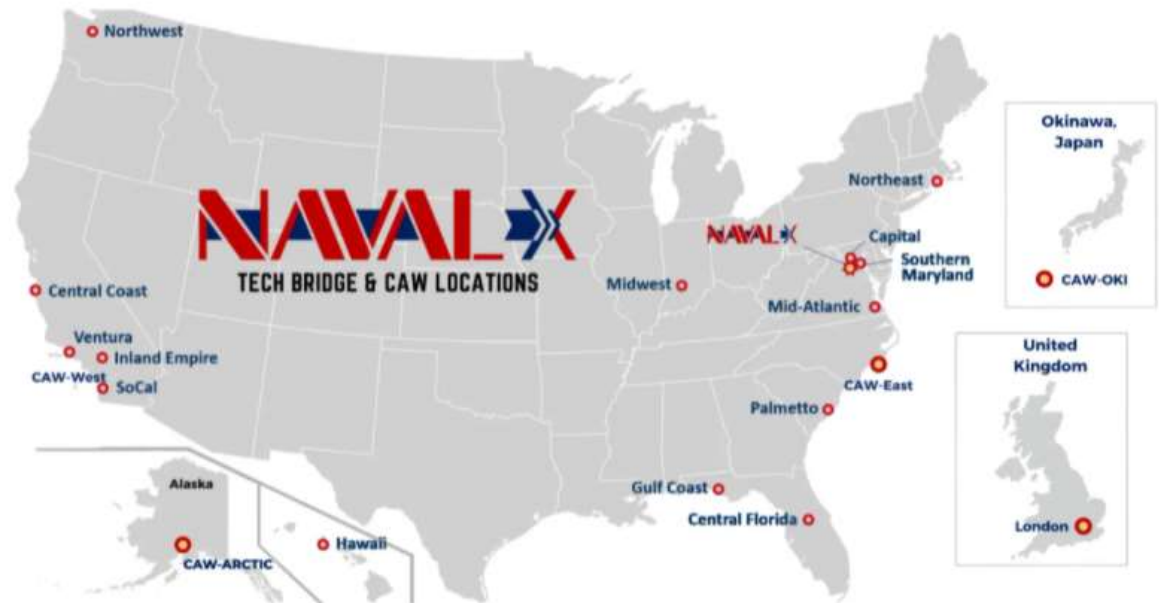 Northwest
NAVAL X
TECH BRIDGE & CAW LOCATIONS
Central Coast
Ventura
Inland Empire
CAW-West
SoCal
Midwest
Northeast
NAVAL X
Capital
Southern
Maryland
Mid-Atlantic
CAW-East
Palmetto
Gulf Coast
Central Florida
Alaska
CAW-ARCTIC
Hawaii
Okinawa,
Japan
CAW-OKI
United
Kingdom
London